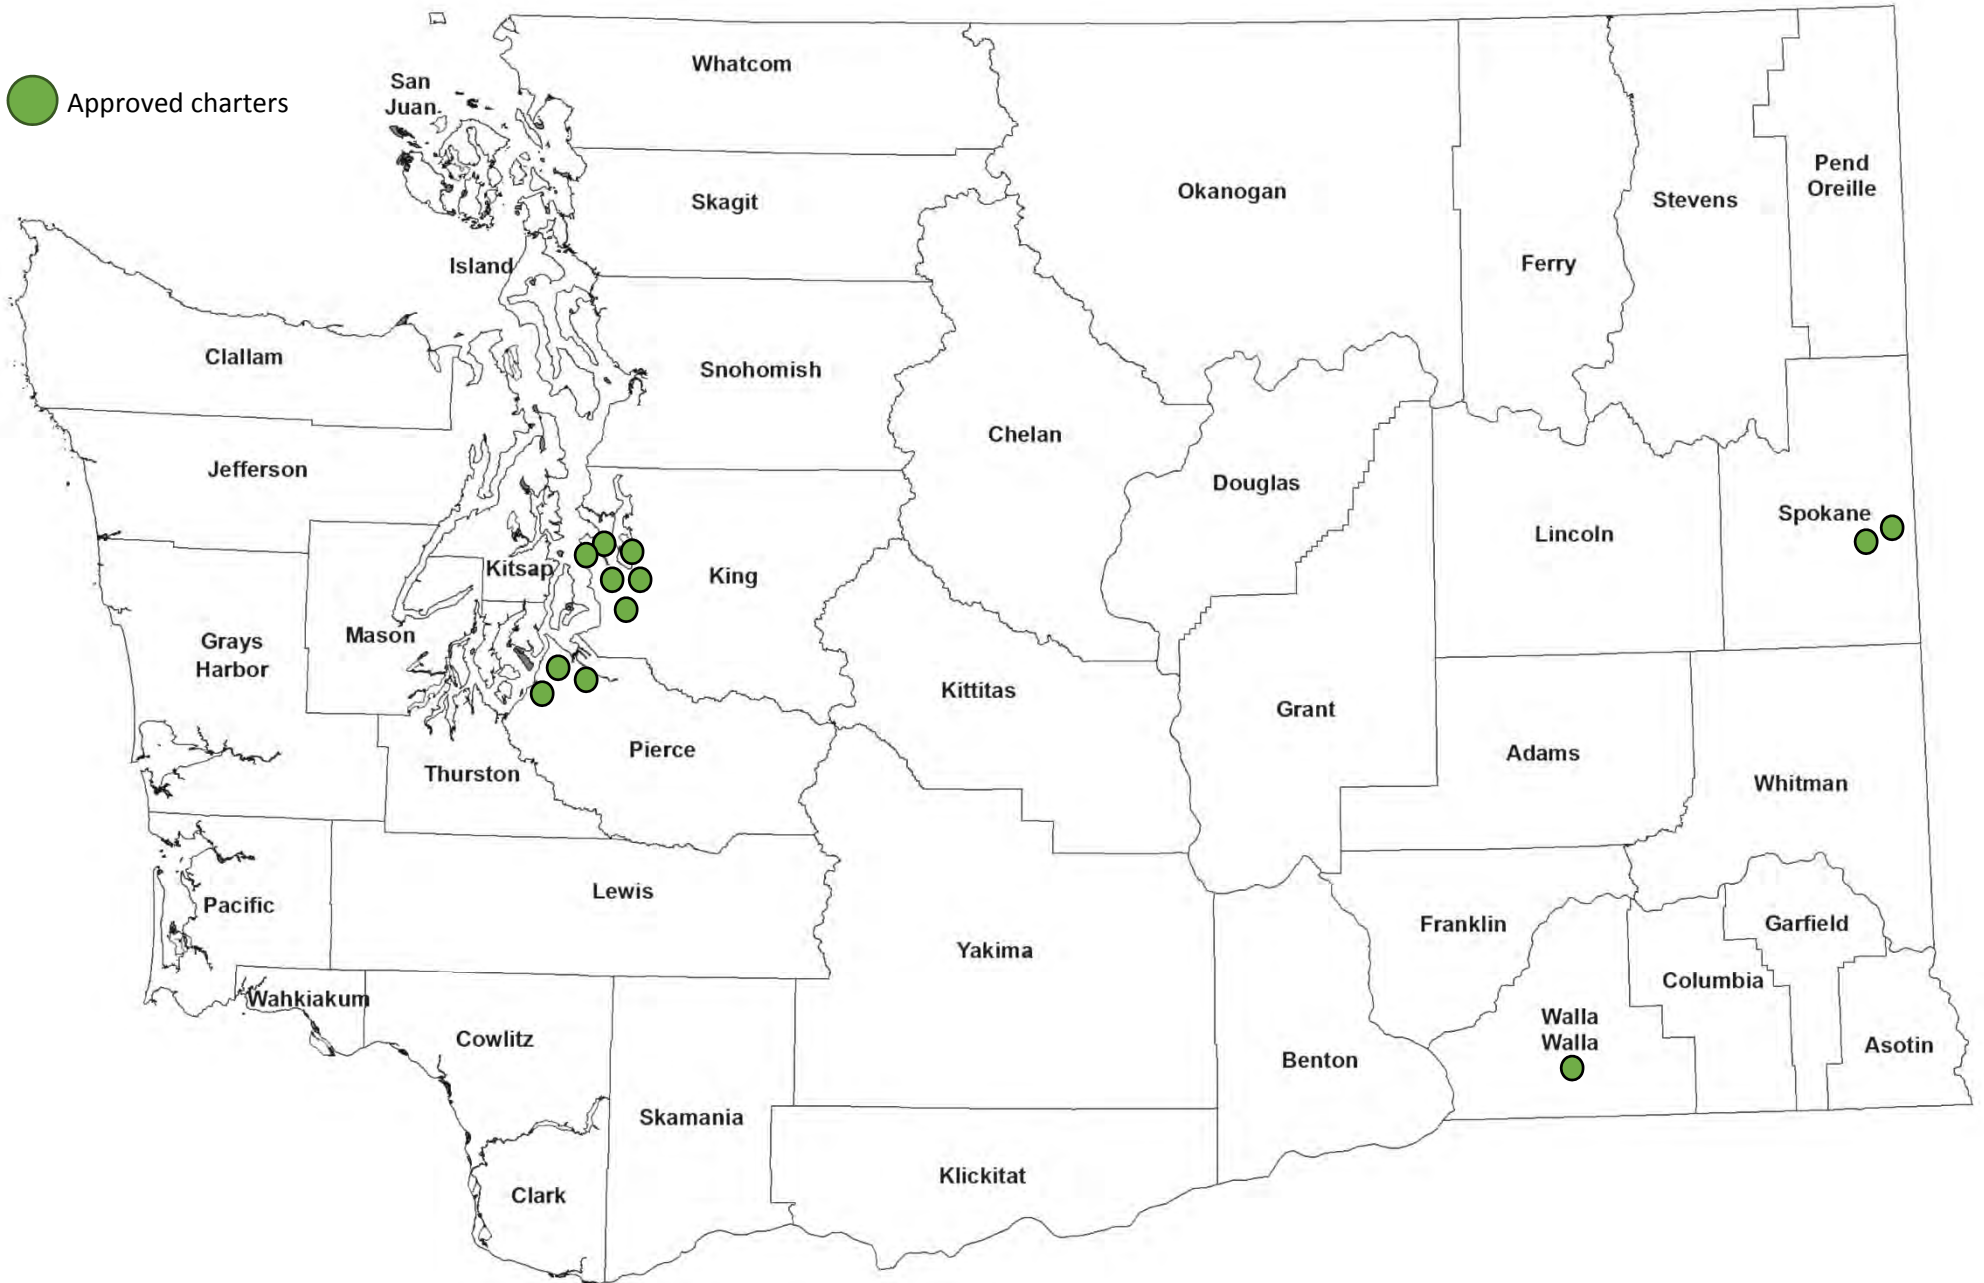 Approved charters
San
Juan
Whatcom
Skagit
Okanogan
Pend
Oreille
Stevens
Ferry
Island
Clallam
Snohomish
Chelan
Jefferson
Douglas
Spokane
Lincoln
Kitsap
King
Grays
Harbor
Mason
Kittitas
Grant
Pierce
Thurston
Adams
Whitman
Lewis
Pacific
Franklin
Garfield
Yakima
Columbia
Wahkiakum
Walla
Walla
Cowlitz
Benton
Asotin
Skamania
Klickitat
Clark